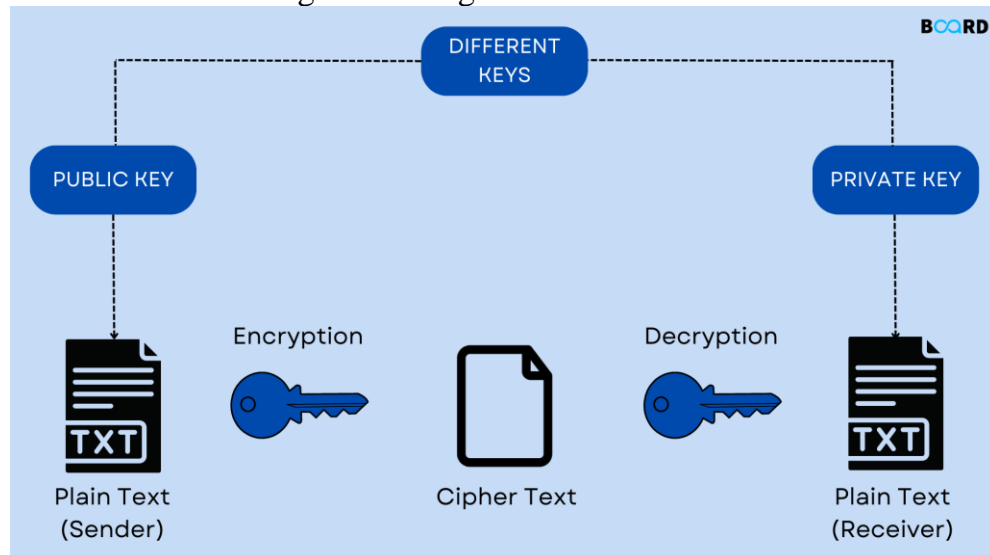 BOARD
DIFFERENT
KEYS
PUBLIC KEY
PRIVATE KEY
Encryption
Decryption
TXT
TXT
Plain Text
(Sender)
Cipher Text
Plain Text
(Receiver)